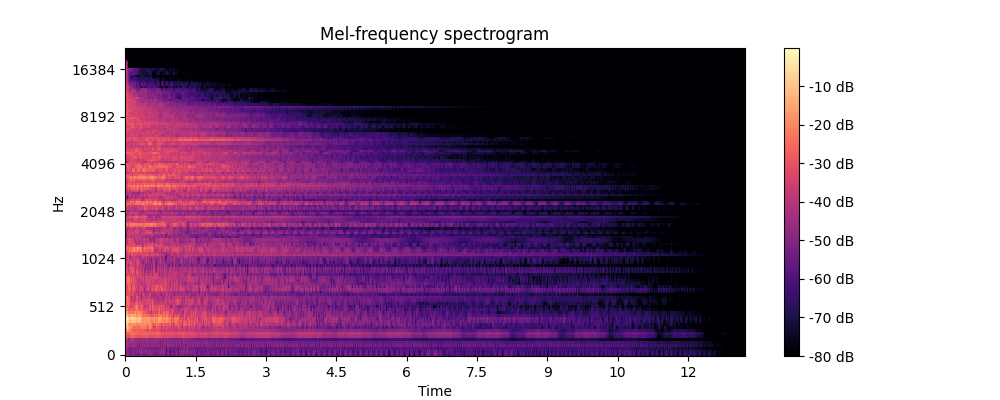 Mel-frequency spectrogram
16384
8192
4096
2048
1024
512
0
Hz
0 1.5 3 4.5 6 7.5 9 10 12
Time
-10 dB
-20 dB
-30 dB
-40 dB
-50 dB
-60 dB
-70 dB
-80 dB